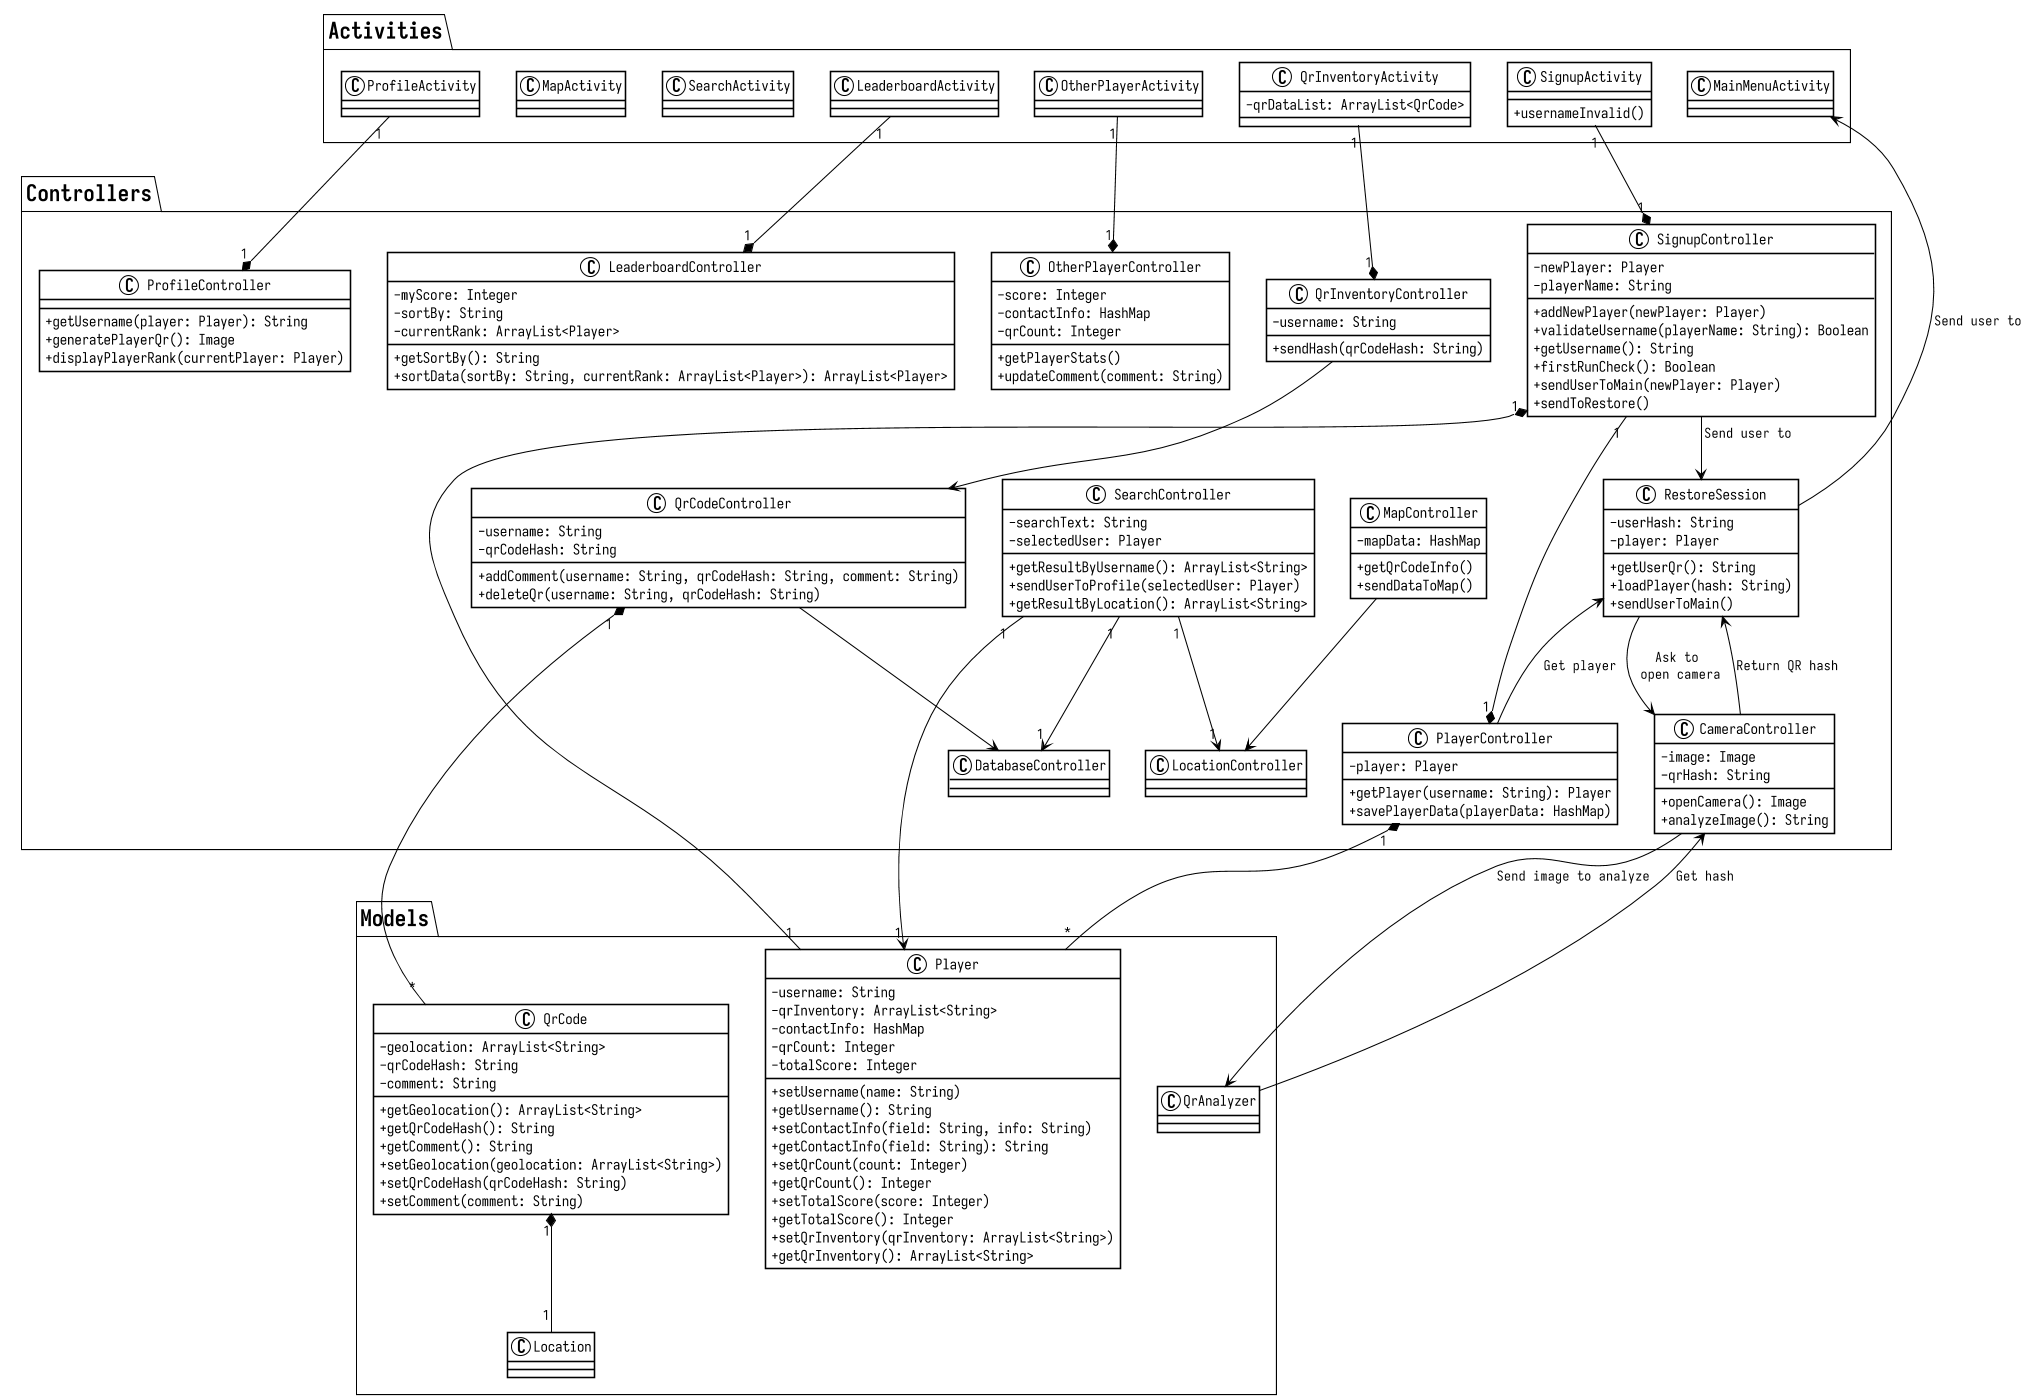 Activities
C ProfileActivity
C MapActivity
C SearchActivity
C LeaderboardActivity
C OtherPlayerActivity
C QrInventoryActivity
-qrDataList: ArrayList<QrCode>
C SignupActivity
+usernameInvalid()
C MainMenuActivity
1
1
1
1
1
Controllers
1
1
1
1
1
Send user to
C ProfileController
+getUsername(player: Player): String
+generatePlayerQr(): Image
+displayPlayerRank(currentPlayer: Player)
C LeaderboardController
-myScore: Integer
-sortBy: String
-currentRank: ArrayList<Player>
+getSortBy(): String
+sortData(sortBy: String, currentRank: ArrayList<Player>): ArrayList<Player>
C OtherPlayerController
-score: Integer
-contactInfo: HashMap
-qrCount: Integer
+getPlayerStats()
+updateComment(comment: String)
C QrInventoryController
-username: String
+sendHash(qrCodeHash: String)
C SignupController
-newPlayer: Player
-playerName: String
+addNewPlayer(newPlayer: Player)
+validateUsername(playerName: String): Boolean
+getUsername(): String
+firstRunCheck(): Boolean
+sendUserToMain(newPlayer: Player)
+sendToRestore()
1
1
Send user to
C QrCodeController
-username: String
-qrCodeHash: String
+addComment(username: String, qrCodeHash: String, comment: String)
+deleteQr(username: String, qrCodeHash: String)
C SearchController
-searchText: String
-selectedUser: Player
+getResultByUsername(): ArrayList<String>
+sendUserToProfile(selectedUser: Player)
+getResultByLocation(): ArrayList<String>
C MapController
-mapData: HashMap
+getQrCodeInfo()
+sendDataToMap()
C RestoreSession
-userHash: String
-player: Player
+getUserQr(): String
+loadPlayer(hash: String)
+sendUserToMain()
1
1
1
1
Get player
Ask to
open camera
Return QR hash
1
1
1
C DatabaseController
C LocationController
C PlayerController
-player: Player
+getPlayer(username: String): Player
+savePlayerData(playerData: HashMap)
C CameraController
-image: Image
-qrHash: String
+openCamera(): Image
+analyzeImage(): String
1
Send image to analyze
Get hash
Models
1
1
*
*
C QrCode
-geolocation: ArrayList<String>
-qrCodeHash: String
-comment: String
+getGeolocation(): ArrayList<String>
+getQrCodeHash(): String
+getComment(): String
+setGeolocation(geolocation: ArrayList<String>)
+setQrCodeHash(qrCodeHash: String)
+setComment(comment: String)
C Player
-username: String
-qrInventory: ArrayList<String>
-contactInfo: HashMap
-qrCount: Integer
-totalScore: Integer
+setUsername(name: String)
+getUsername(): String
+setContactInfo(field: String, info: String)
+getContactInfo(field: String): String
+setQrCount(count: Integer)
+getQrCount(): Integer
+setTotalScore(score: Integer)
+getTotalScore(): Integer
+setQrInventory(qrInventory: ArrayList<String>)
+getQrInventory(): ArrayList<String>
C QrAnalyzer
1
1
C Location